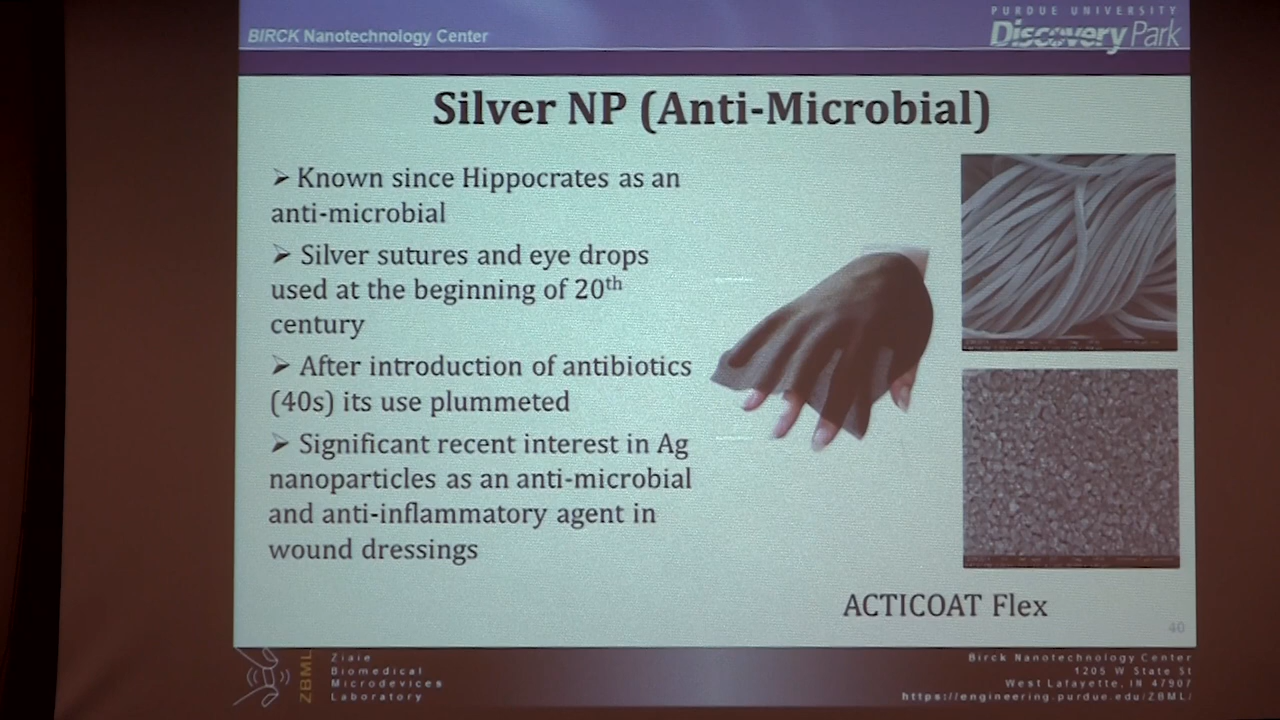 BIRCK Nanotechnology Center
PURDUE UNIVERSITY
Discovery Park
Silver NP (Anti-Microbial)
➢ Known since Hippocrates as an
anti-microbial
➢ Silver sutures and eye drops
used at the beginning of 20th
century
➢ After introduction of antibiotics
(40s) its use plummeted
➢ Significant recent interest in Ag
nanoparticles as an anti-microbial
and anti-inflammatory agent in
wound dressings
ACTICOAT Flex
40
ZBML
Ziaie
Biomedical
Microdevices
Laboratory
Birck Nanotechnology Center
1205 W State St
West Lafayette, IN 47907
https://engineering.purdue.edu/ZBML/